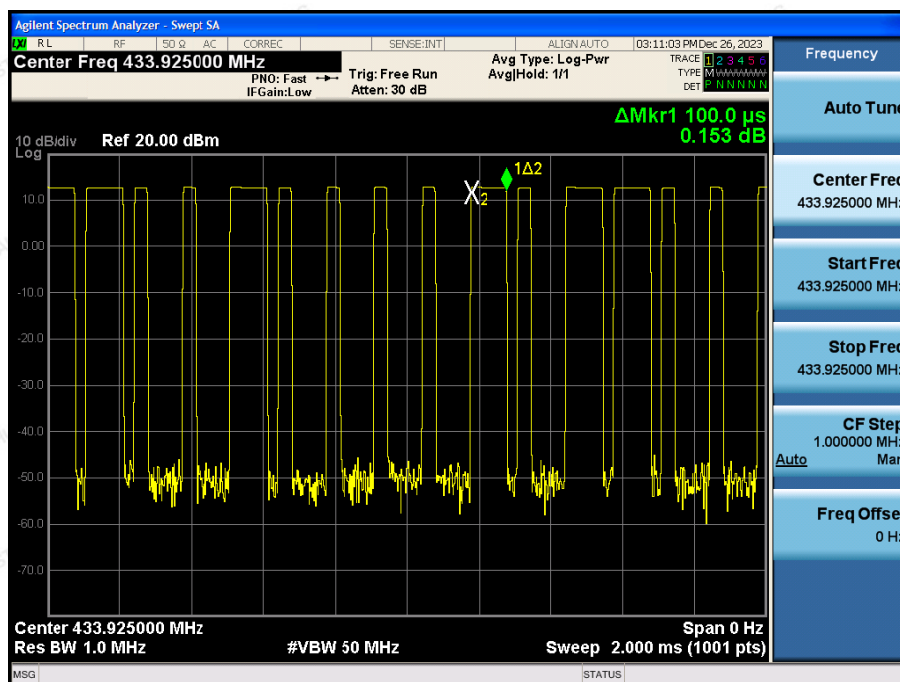 Agilent Spectrum Analyzer - Swept SA
LXI RL RF 50 Ω AC CORREC SENSE:INT ALIGNAUTO 03:11:03 PM Dec 26, 2023
Center Freq 433.925000 MHz
PNO: Fast
IFGain:Low
Trig: Free Run
Atten: 30 dB
Avg Type: Log-Pwr
Avg|Hold: 1/1
TRACE 1 2 3 4 5 6
TYPE M
DET P N N N N N
ΔMkr1 100.0 µs
0.153 dB
10 dB/div Ref 20.00 dBm
Log
10.0
0.00
-10.0
-20.0
-30.0
-40.0
-50.0
-60.0
-70.0
X2
1Δ2
Center 433.925000 MHz Span 0 Hz
Res BW 1.0 MHz #VBW 50 MHz Sweep 2.000 ms (1001 pts)
MSG STATUS
Frequency
Auto Tune
Center Freq
433.925000 MHz
Start Freq
433.925000 MHz
Stop Freq
433.925000 MHz
CF Step
1.000000 MHz
Auto Man
Freq Offset
0 Hz